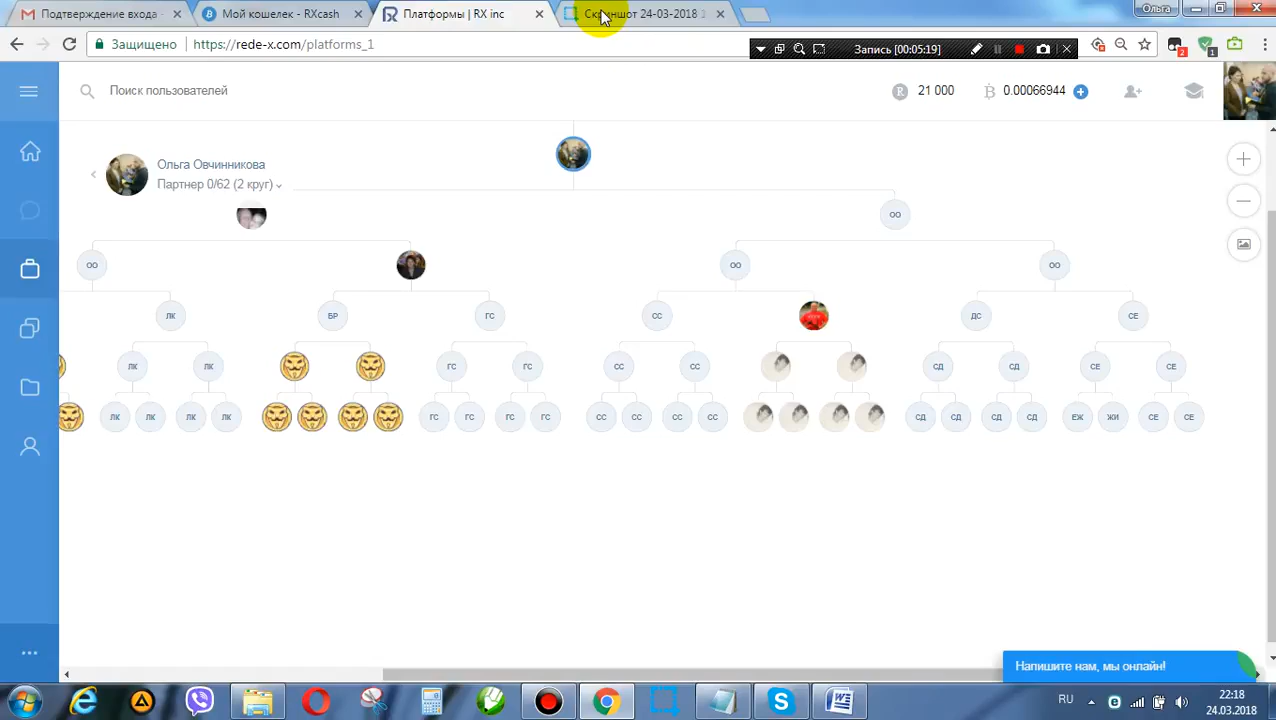 Подтверждение входа -
Мой кошелек - RXcash
Платформы | RX inc
Скриншот 24-03-2018 1
Ольга
Защищено
https://rede-x.com/platforms_1
Запись [00:05:19]
2
1
Поиск пользователей
R 21 000
0.00066944
Ольга Овчинникова
Партнер 0/62 (2 круг)
ОО
ОО ОО ОО
ЛК БР ГС СС ДС СЕ
ЛК ЛК ГС ГС СС СС СД СД СЕ СЕ
ЛК ЛК ЛК ЛК ГС ГС ГС ГС СС СС СС СС СД СД СД СД ЕЖ ЖИ СЕ СЕ
Напишите нам, мы онлайн!
RU
22:18
24.03.2018